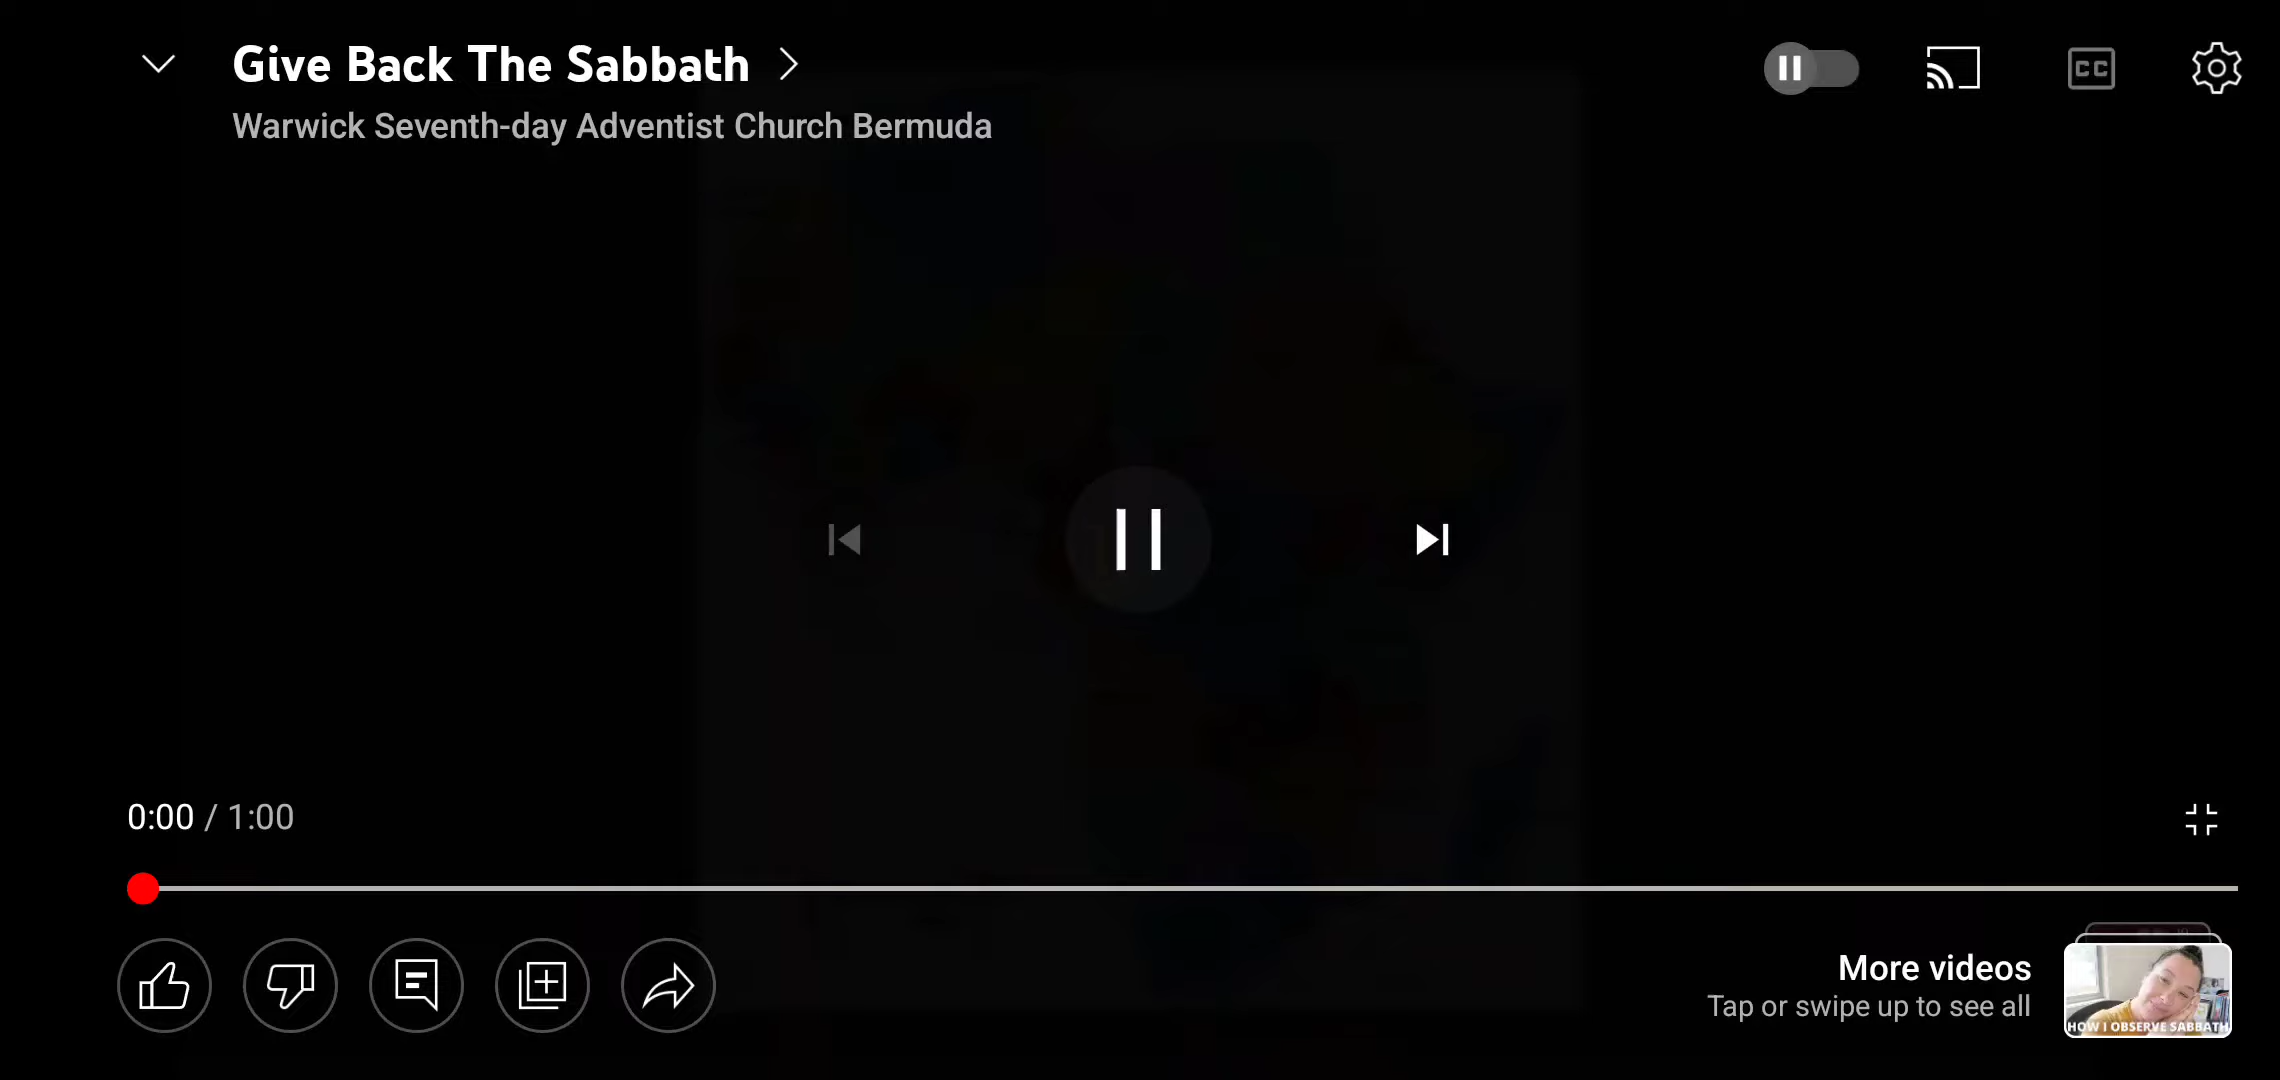 Give Back The Sabbath
Warwick Seventh-day Adventist Church Bermuda
CC
0:00 / 1:00
More videos
Tap or swipe up to see all
HOW I OBSERVE SABBATH